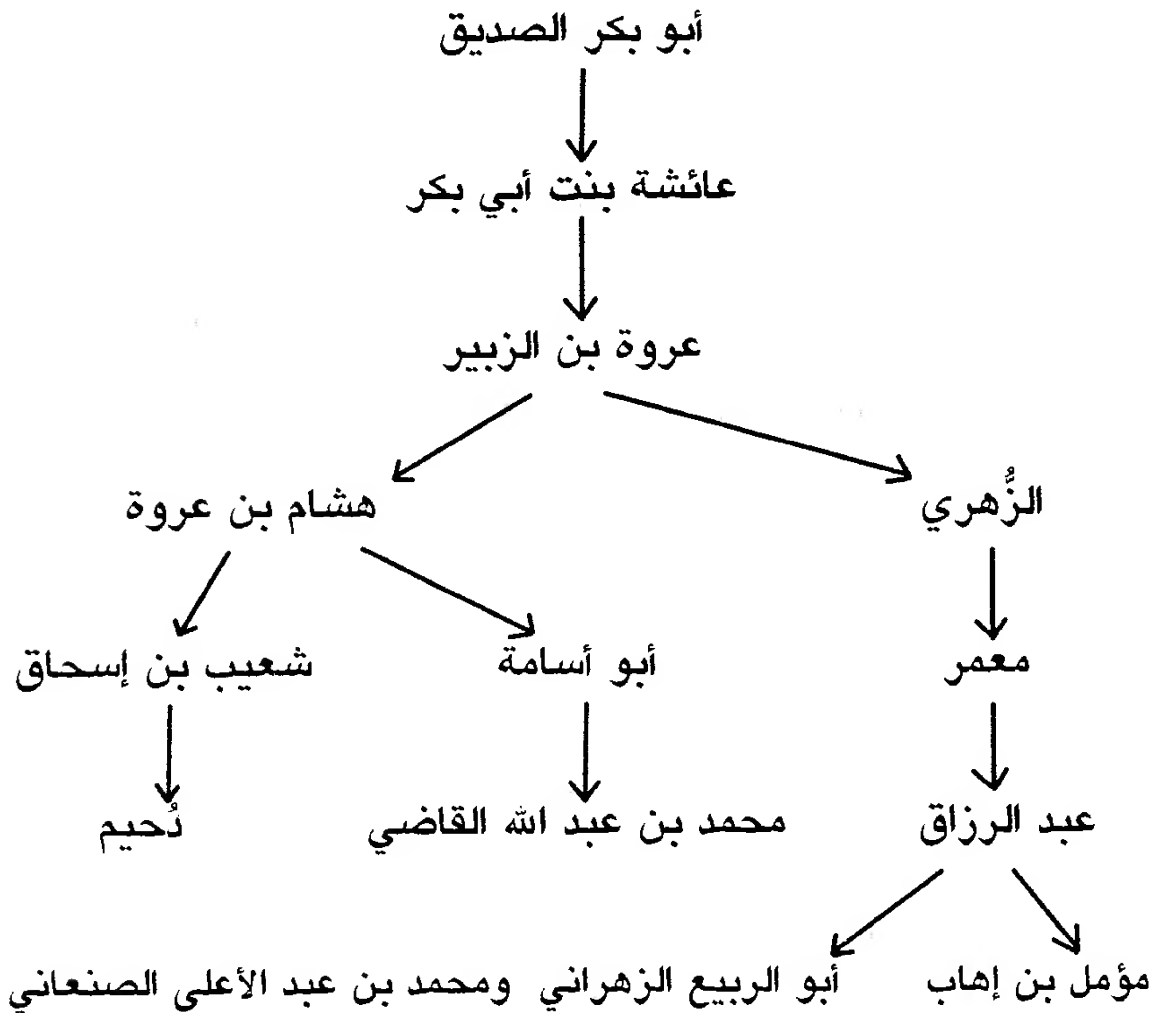 أبو بكر الصديق
عائشة بنت أبي بكر
عروة بن الزبير
الزُّهري
هشام بن عروة
معمر
أبو أسامة
شعيب بن إسحاق
عبد الرزاق
محمد بن عبد الله القاضي
دُحيم
مؤمل بن إهاب
أبو الربيع الزهراني ومحمد بن عبد الأعلى الصنعاني